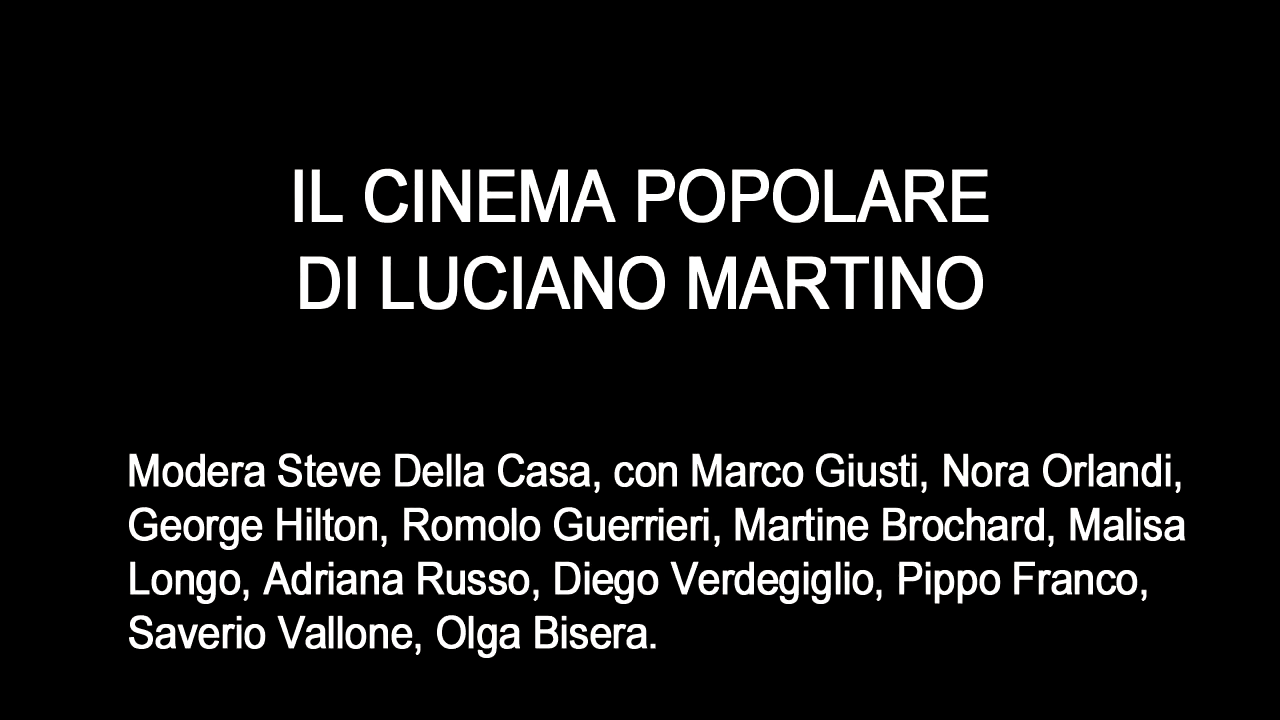 IL CINEMA POPOLARE
DI LUCIANO MARTINO
Modera Steve Della Casa, con Marco Giusti, Nora Orlandi,
George Hilton, Romolo Guerrieri, Martine Brochard, Malisa
Longo, Adriana Russo, Diego Verdegiglio, Pippo Franco,
Saverio Vallone, Olga Bisera.